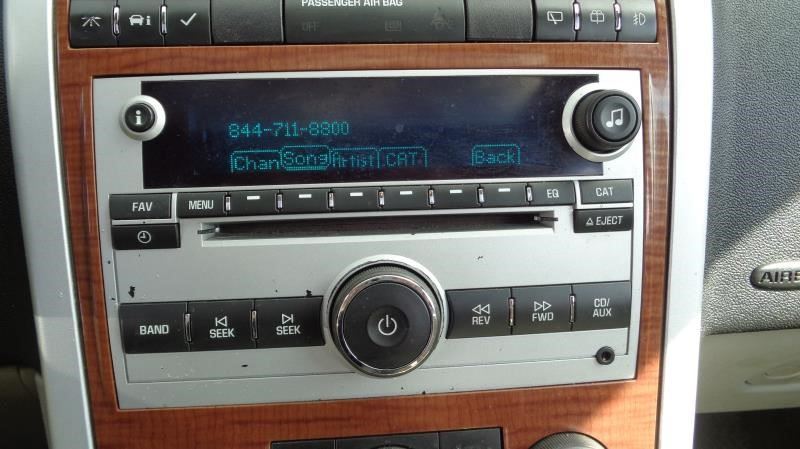 PASSENGER AIR BAG
OFF
i
i
844-711-8800
Chan Song Artist CAT Back
FAV MENU EQ CAT
EJECT
BAND SEEK SEEK REV FWD CD/
AUX
AIRB